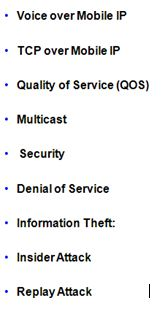 • Voice over Mobile IP
• TCP over Mobile IP
• Quality of Service (QOS)
• Multicast
• Security
• Denial of Service
• Information Theft:
• Insider Attack
• Replay Attack